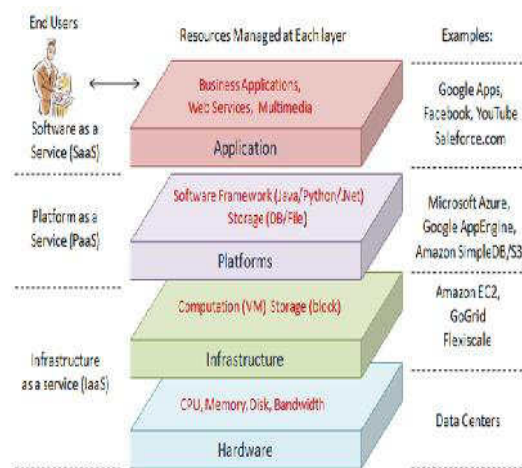 End Users
Resources Managed at Each layer
Examples:
Business Applications,
Web Services, Multimedia
Application
Software as a
Service (SaaS)
Google Apps,
Facebook, YouTube
Saleforce.com
Software Framework (Java/Python/.Net)
Storage (DB/File)
Platforms
Platform as a
Service (PaaS)
Microsoft Azure,
Google AppEngine,
Amazon SimpleDB/S3
Computation (VM) Storage (block)
Infrastructure
Amazon EC2,
GoGrid
Flexiscale
Infrastructure
as a service (IaaS)
CPU, Memory, Disk, Bandwidth
Hardware
Data Centers